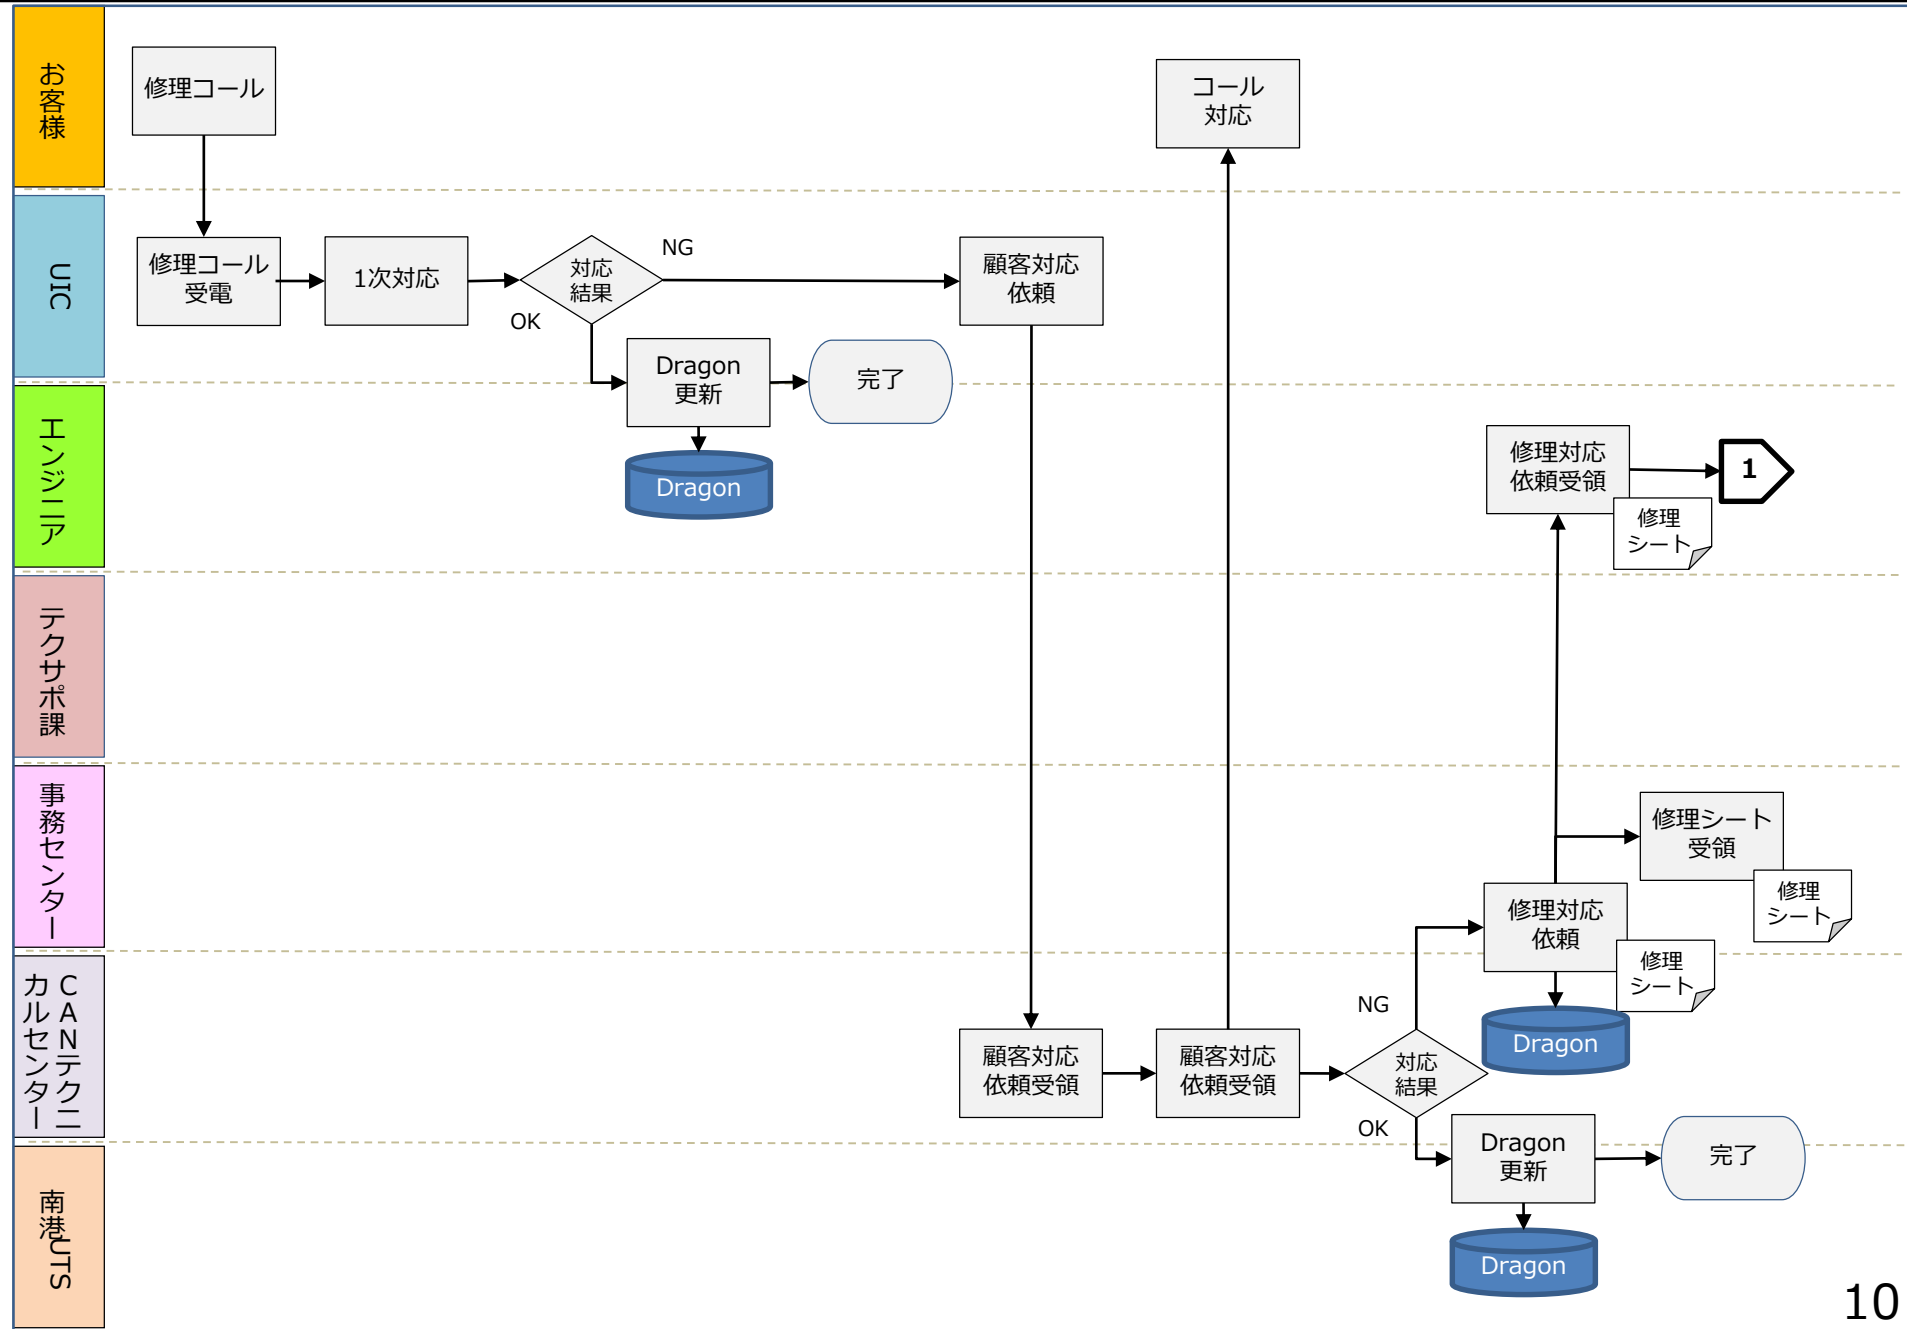 お客様
修理コール
コール
対応
UIC
修理コール
受電
1次対応
対応
結果
NG
OK
顧客対応
依頼
Dragon
更新
完了
Dragon
エンジニア
修理対応
依頼受領
1
修理
シート
テクサポ課
事務センター
修理シート
受領
修理
シート
修理対応
依頼
修理
シート
CANテクニ
カルセンター
顧客対応
依頼受領
顧客対応
依頼受領
対応
結果
NG
OK
Dragon
Dragon
更新
完了
Dragon
南港UTS
10